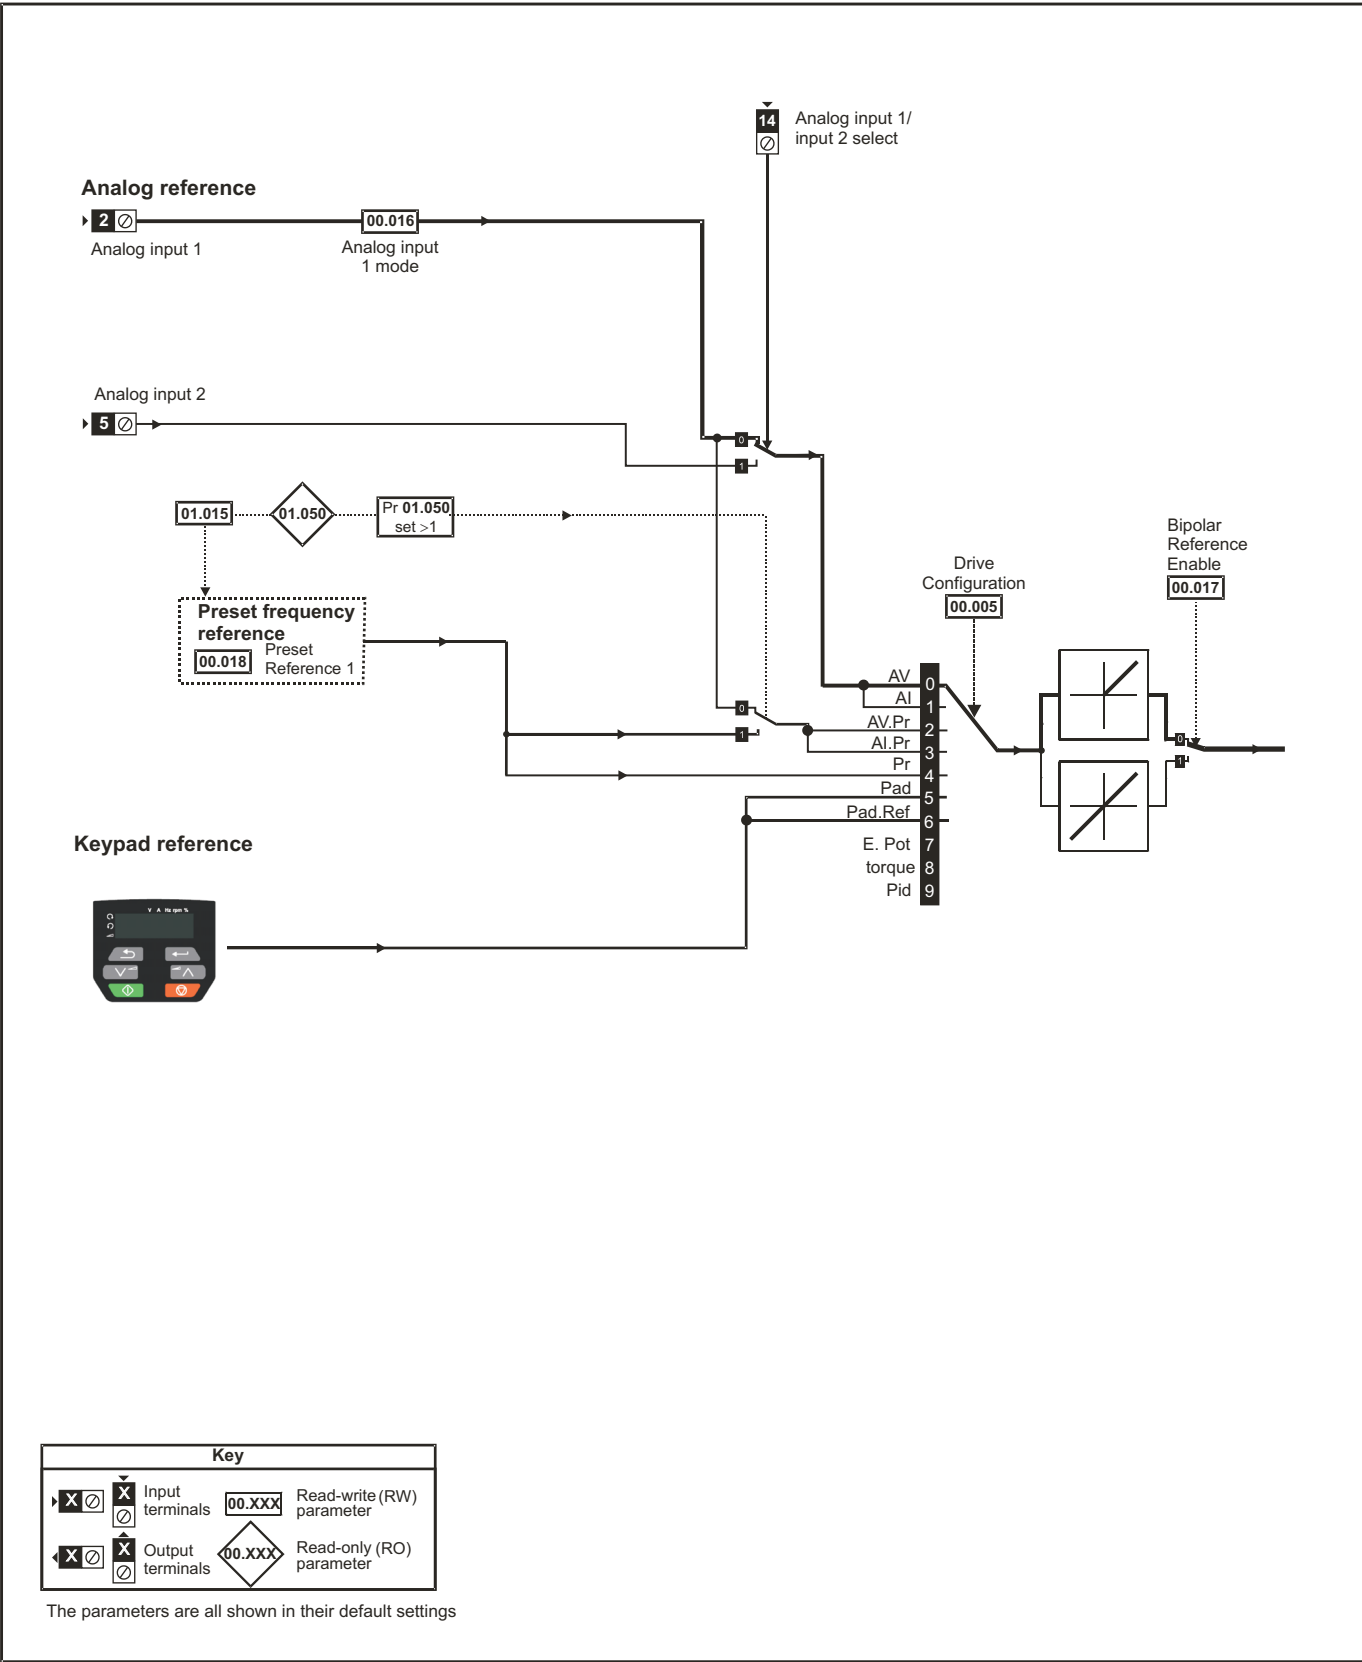 14
Analog input 1/
input 2 select
Analog reference
2
00.016
Analog input 1
Analog input
1 mode
Analog input 2
5
0
1
01.015
01.050
Pr 01.050
set >1
Bipolar
Reference
Enable
00.017
Drive
Configuration
00.005
Preset frequency
reference
00.018
Preset
Reference 1
AV 0
AI 1
AV.Pr 2
AI.Pr 3
Pr 4
Pad 5
Pad.Ref 6
E. Pot 7
torque 8
Pid 9
0
1
0
1
Keypad reference
V A Hz rpm %
Key
X
X
Input
terminals
00.XXX
Read-write (RW)
parameter
X
X
Output
terminals
00.XXX
Read-only (RO)
parameter
The parameters are all shown in their default settings